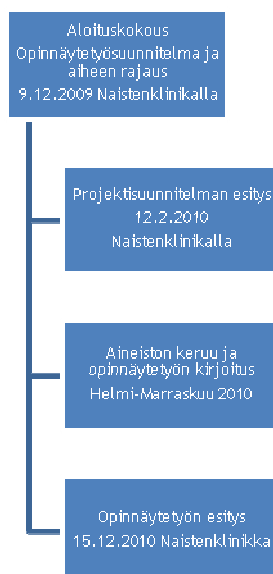 Aloituskokous
Opinnäytetyösuunnitelma ja
aiheen rajaus
9.12.2009 Naistenklinikalla
Projektisuunnitelman esitys
12.2.2010
Naistenklinikalla
Aineiston keruu ja
opinnäytetyön kirjoitus
Helmi-Marraskuu 2010
Opinnäytetyön esitys
15.12.2010 Naistenklinikka